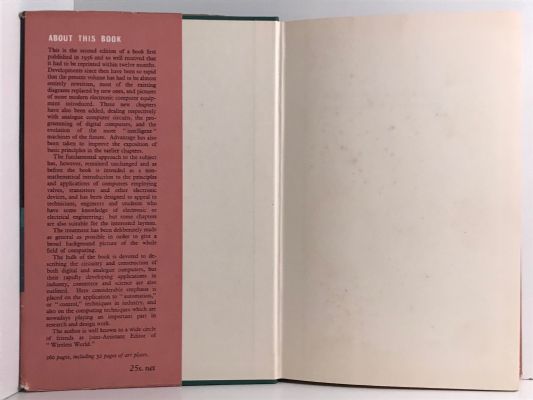 ABOUT THIS BOOK
This is the second edition of a book first
published in 1956 and so well received that
it had to be reprinted within twelve months.
Developments since then have been so rapid
that the present volume has had to be almost
entirely rewritten, most of the existing
diagrams replaced by new ones, and pictures
of more modern electronic computer equip-
ment introduced. Three new chapters
have also been added, dealing respectively
with analogue computer circuits, the pro-
gramming of digital computers, and the
evolution of the more "intelligent"
machines of the future. Advantage has also
been taken to improve the exposition of
basic principles in the earlier chapters.
The fundamental approach to the subject
has, however, remained unchanged and as
before the book is intended as a non-
mathematical introduction to the principles
and applications of computers employing
valves, transistors and other electronic
devices, and has been designed to appeal to
technicians, engineers and students who
have some knowledge of electronic or
electrical engineering; but some chapters
are also suitable for the interested layman.
The treatment has been deliberately made
as general as possible in order to give a
broad background picture of the whole
field of computing.
The bulk of the book is devoted to de-
scribing the circuitry and construction of
both digital and analogue computers, but
their rapidly developing applications in
industry, commerce and science are also
outlined. Here considerable emphasis is
placed on the application to "automation,"
or "control," techniques in industry, and
also on the computing techniques which are
nowadays playing an important part in
research and design work.
The author is well known to a wide circle
of friends as joint-Assistant Editor of
"Wireless World."
160 pages, including 32 pages of art plates.
25s. net